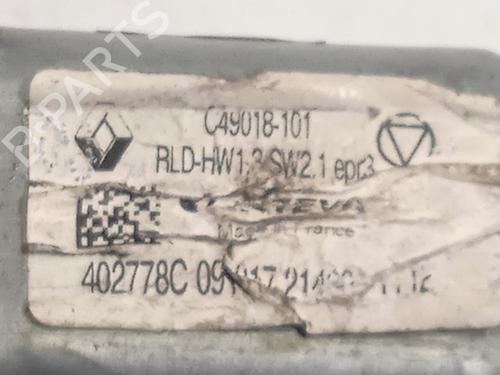 C49018-101
RLD-HW1.3 SW2.1 epr3
Made in France
402778C
B-PARTS